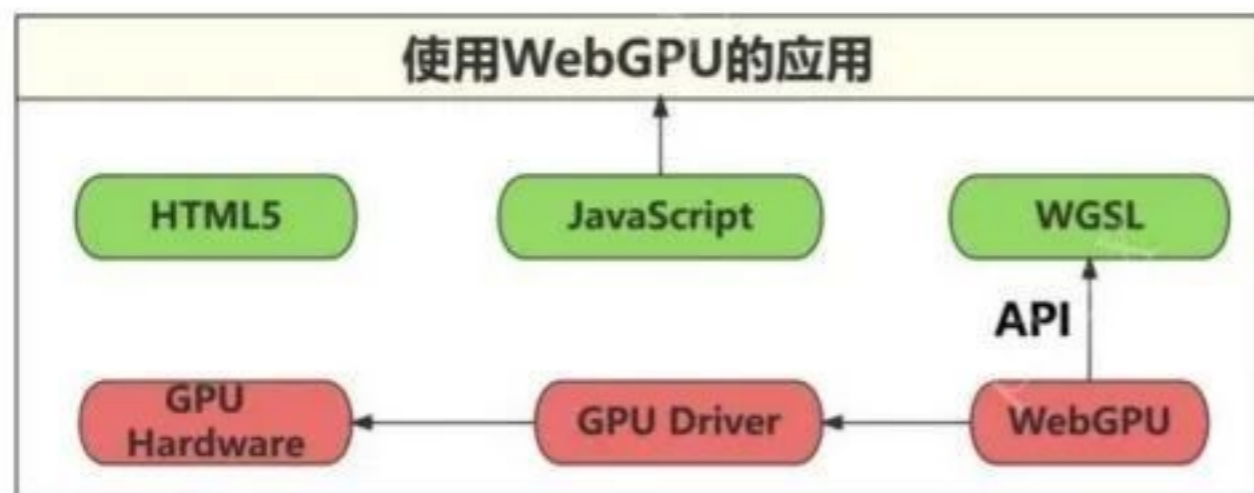 使用WebGPU的应用
HTML5
JavaScript
WGSL
API
GPU
Hardware
GPU Driver
WebGPU